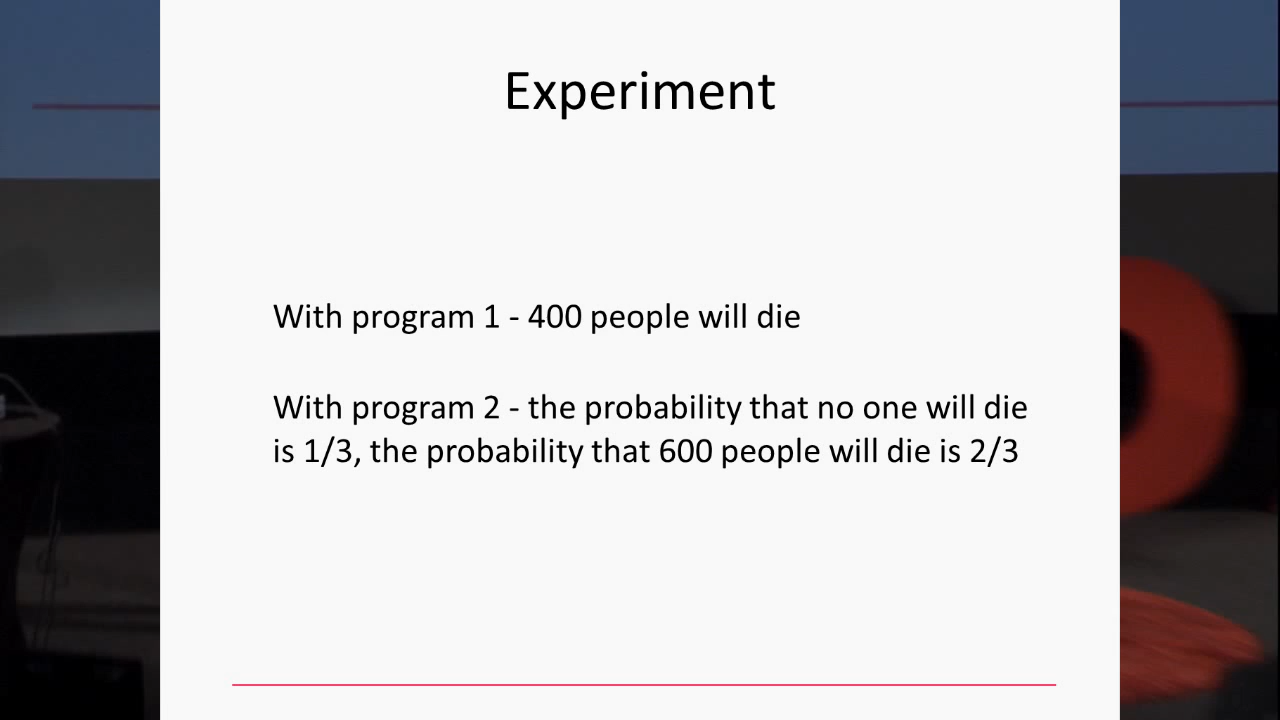 Experiment
With program 1 - 400 people will die
With program 2 - the probability that no one will die
is 1/3, the probability that 600 people will die is 2/3